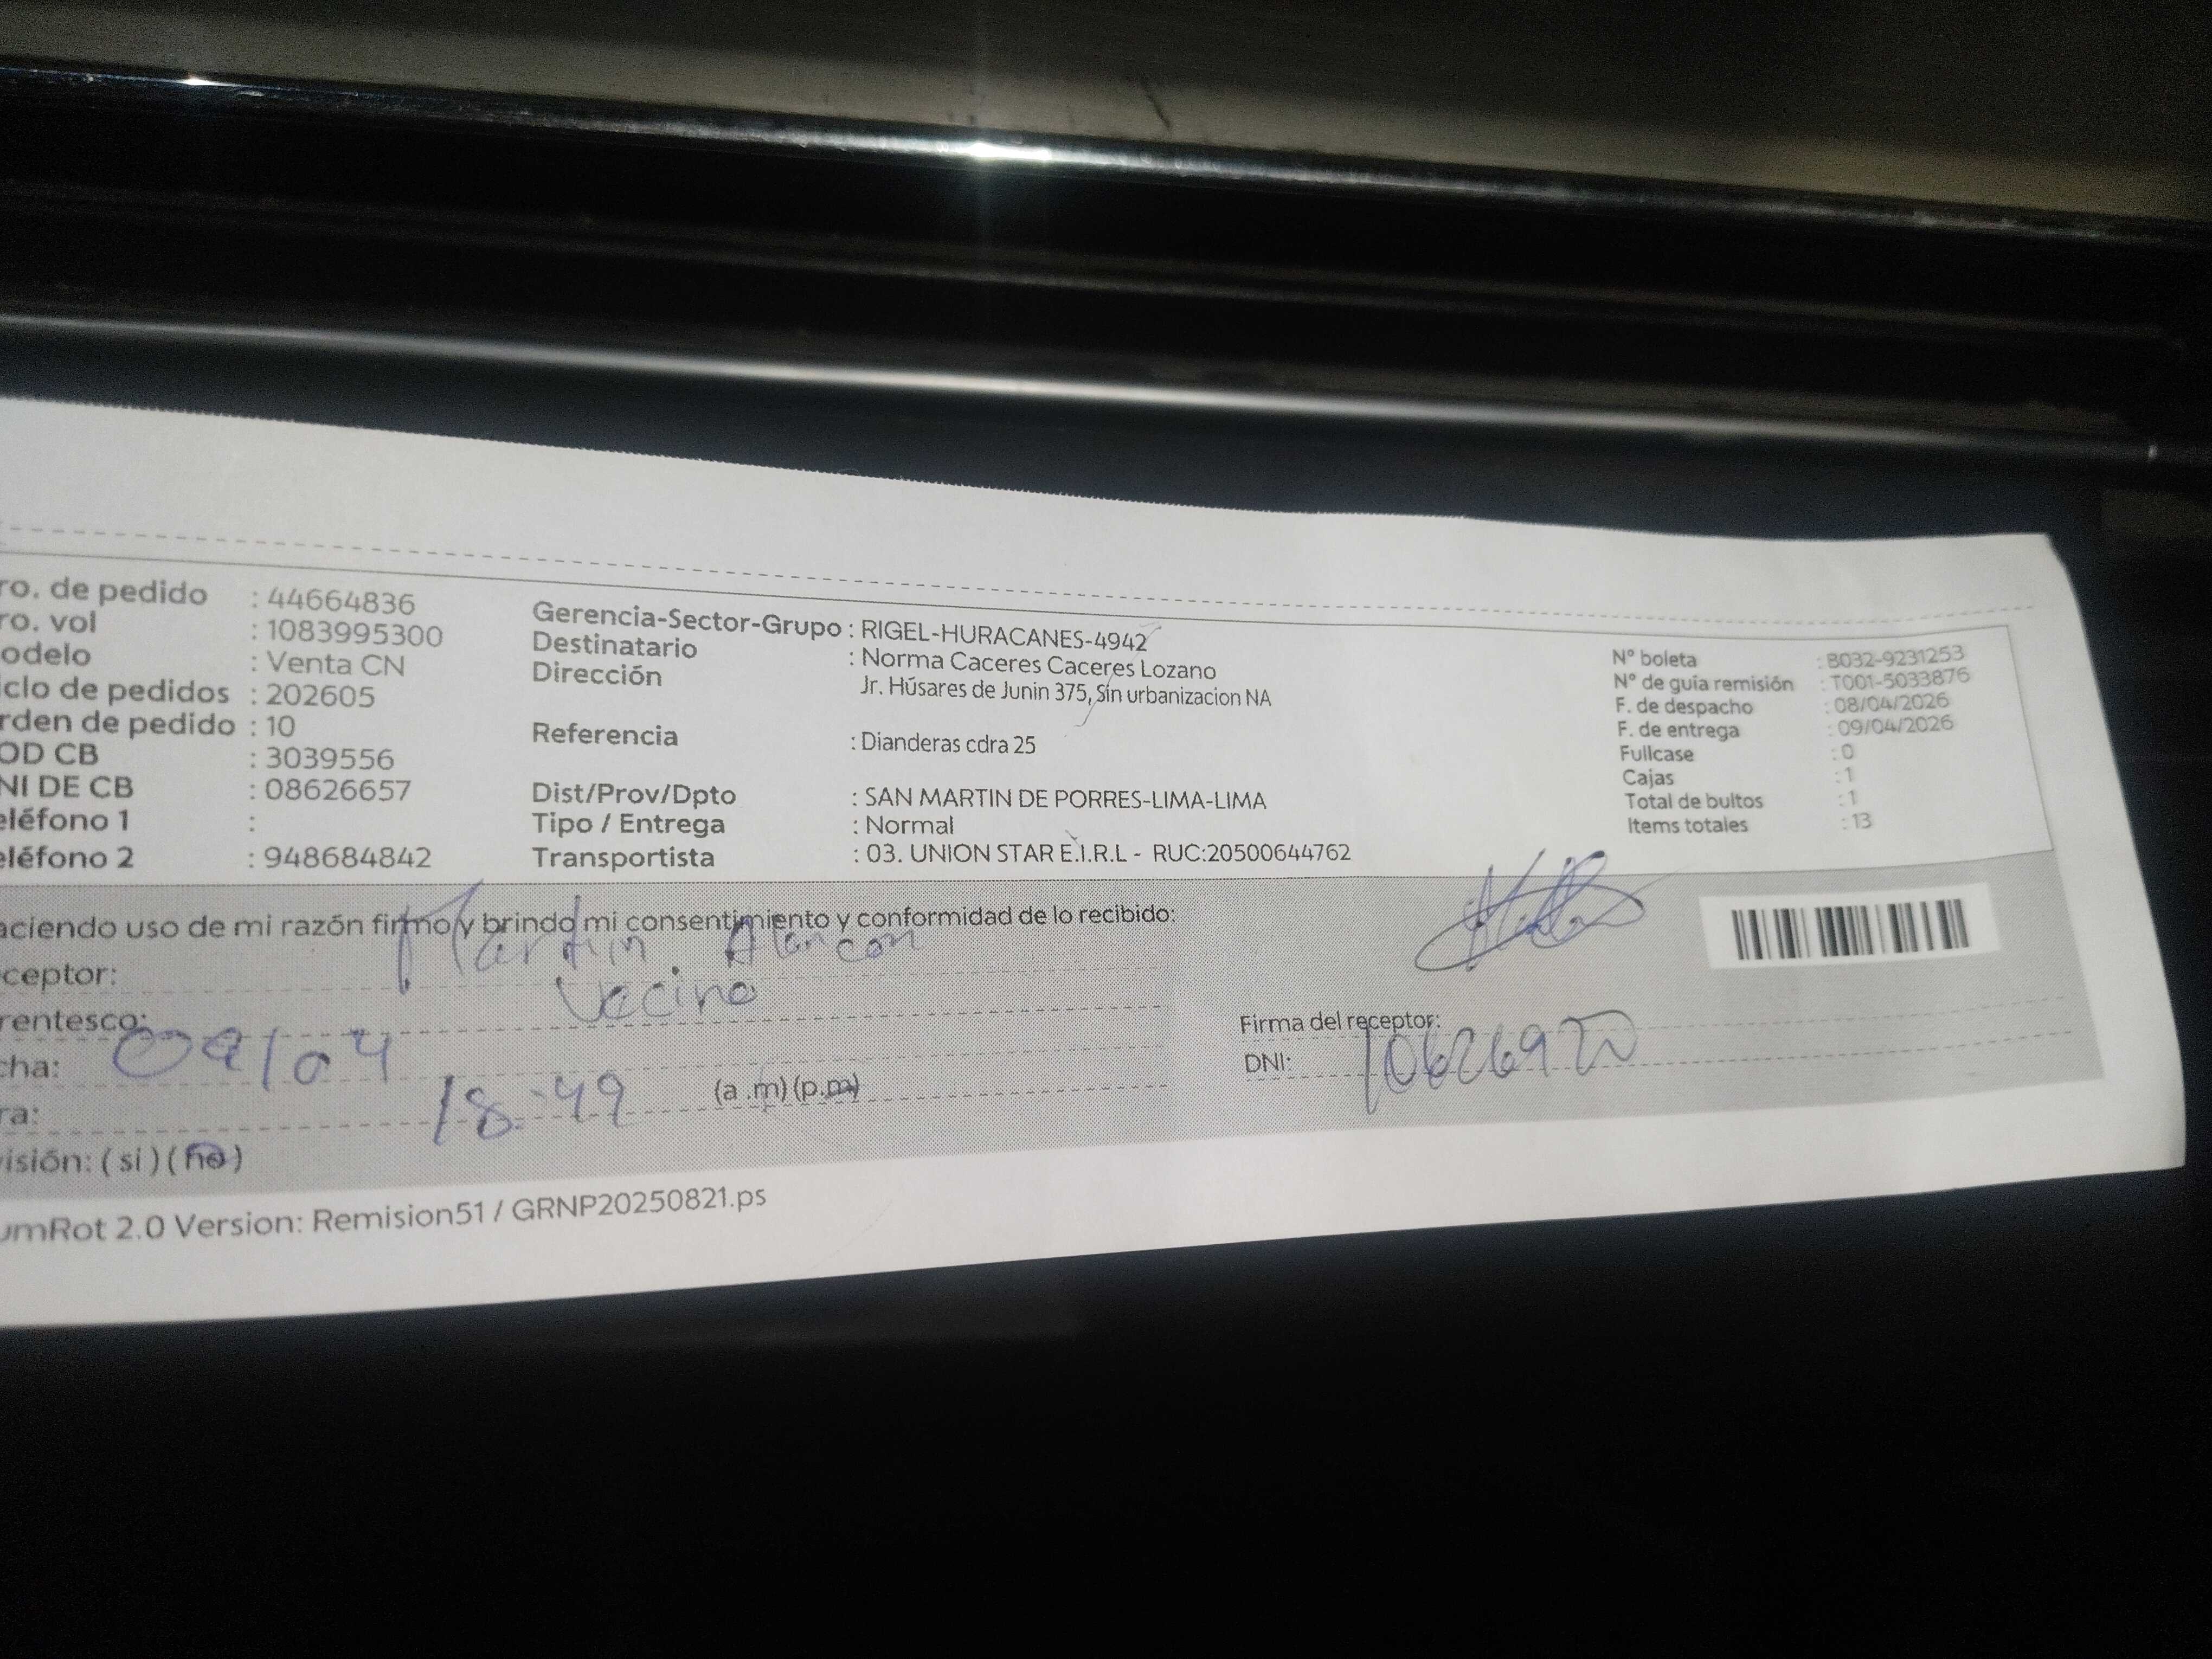 ro. de pedido : 44664836
ro. vol : 1083995300
odelo : Venta CN
iclo de pedidos : 202605
rden de pedido : 10
OD CB : 3039556
NI DE CB : 08626657
eléfono 1 :
eléfono 2 : 948684842
Gerencia-Sector-Grupo : RIGEL-HURACANES-4942
Destinatario : Norma Caceres Caceres Lozano
Dirección Jr. Húsares de Junin 375, Sin urbanizacion NA
Referencia : Dianderas cdra 25
Dist/Prov/Dpto : SAN MARTIN DE PORRES-LIMA-LIMA
Tipo / Entrega : Normal
Transportista : 03. UNION STAR E.I.R.L - RUC:20500644762
Nº boleta : B032-9231253
Nº de guía remisión : T001-5033876
F. de despacho : 08/04/2026
F. de entrega : 09/04/2026
Fullcase : 0
Cajas : 1
Total de bultos : 1
Items totales : 13
aciendo uso de mi razón firmo y brindo mi consentimiento y conformidad de lo recibido:
ceptor: Martin
rentesco: Vecino
cha: 09/04
ra: 18:49 (a .m) (p.m)
visión: ( si ) ( no )
Firma del receptor:
DNI:
umRot 2.0 Version: Remision51 / GRNP20250821.ps